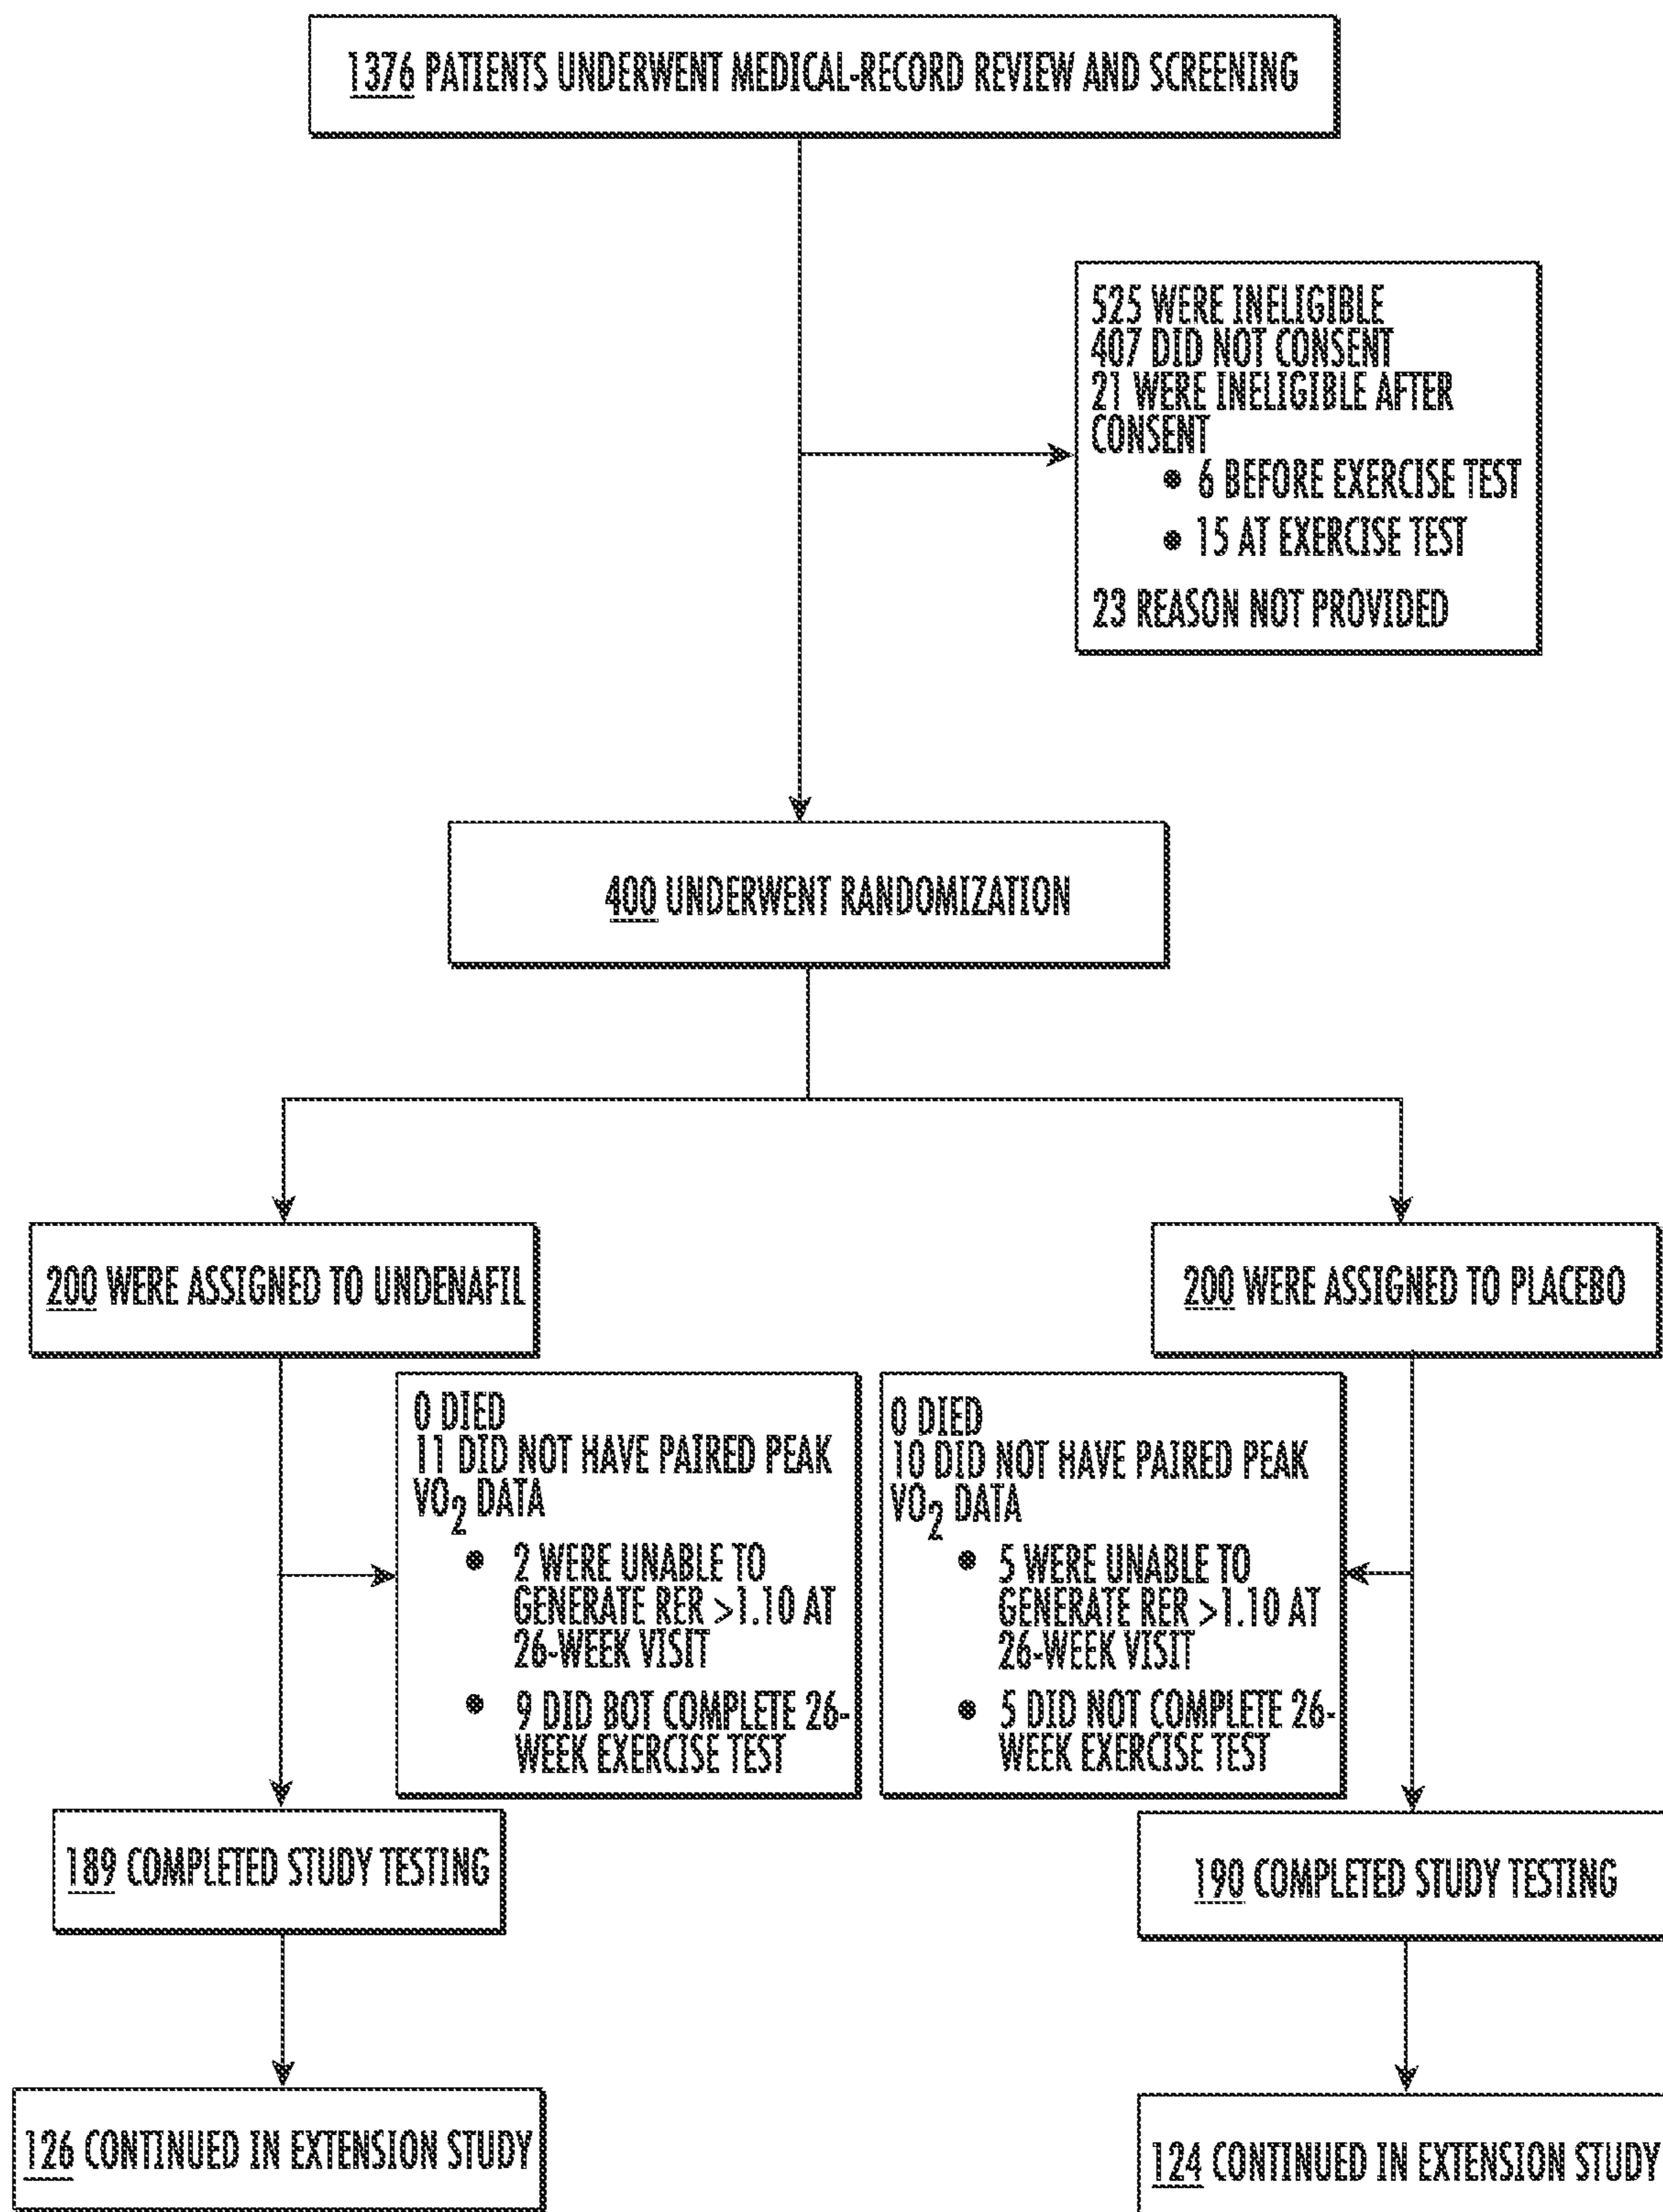 1376 PATIENTS UNDERWENT MEDICAL-RECORD REVIEW AND SCREENING
525 WERE INELIGIBLE
407 DID NOT CONSENT
21 WERE INELIGIBLE AFTER
CONSENT
• 6 BEFORE EXERCISE TEST
• 15 AT EXERCISE TEST
23 REASON NOT PROVIDED
400 UNDERWENT RANDOMIZATION
200 WERE ASSIGNED TO UNDENAFIL
200 WERE ASSIGNED TO PLACEBO
0 DIED
11 DID NOT HAVE PAIRED PEAK
VO2 DATA
• 2 WERE UNABLE TO
GENERATE RER >1.10 AT
26-WEEK VISIT
• 9 DID BOT COMPLETE 26-
WEEK EXERCISE TEST
0 DIED
10 DID NOT HAVE PAIRED PEAK
VO2 DATA
• 5 WERE UNABLE TO
GENERATE RER >1.10 AT
26-WEEK VISIT
• 5 DID NOT COMPLETE 26-
WEEK EXERCISE TEST
189 COMPLETED STUDY TESTING
190 COMPLETED STUDY TESTING
126 CONTINUED IN EXTENSION STUDY
124 CONTINUED IN EXTENSION STUDY